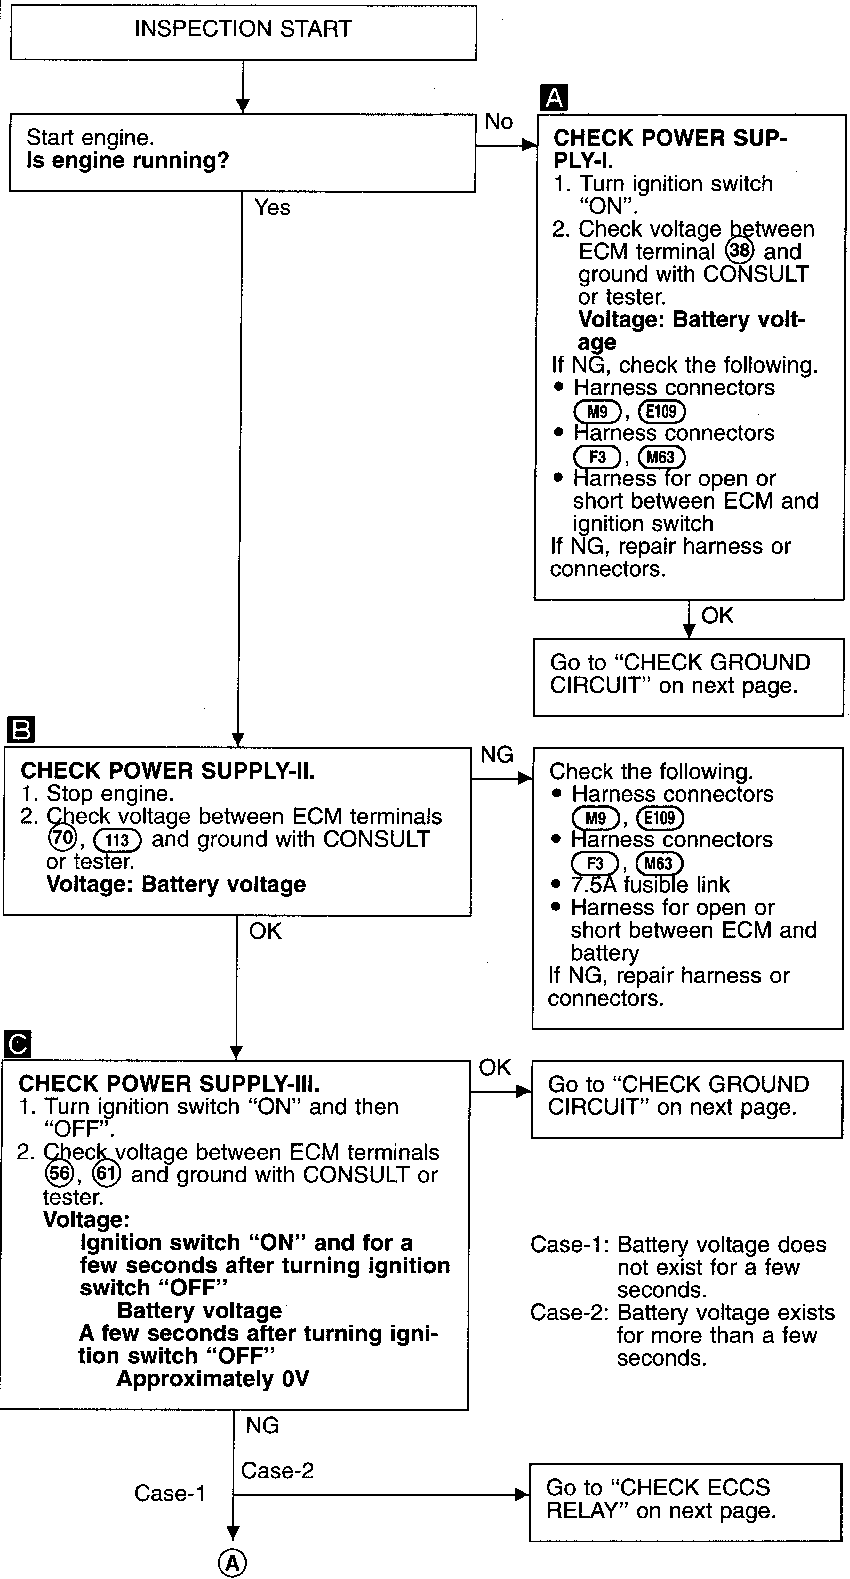 INSPECTION START
Start engine.
Is engine running?
No
Yes
A
CHECK POWER SUP-
PLY-I.
1. Turn ignition switch
“ON”.
2. Check voltage between
ECM terminal 38 and
ground with CONSULT
or tester.
Voltage: Battery volt-
age
If NG, check the following.
• Harness connectors
M9, E109
• Harness connectors
F3, M63
• Harness for open or
short between ECM and
ignition switch
If NG, repair harness or
connectors.
OK
Go to “CHECK GROUND
CIRCUIT” on next page.
B
CHECK POWER SUPPLY-II.
1. Stop engine.
2. Check voltage between ECM terminals
70, 113 and ground with CONSULT
or tester.
Voltage: Battery voltage
NG
OK
Check the following.
• Harness connectors
M9, E109
• Harness connectors
F3, M63
• 7.5A fusible link
• Harness for open or
short between ECM and
battery
If NG, repair harness or
connectors.
C
CHECK POWER SUPPLY-III.
1. Turn ignition switch “ON” and then
“OFF”.
2. Check voltage between ECM terminals
56, 61 and ground with CONSULT or
tester.
Voltage:
Ignition switch “ON” and for a
few seconds after turning ignition
switch “OFF”
Battery voltage
A few seconds after turning igni-
tion switch “OFF”
Approximately 0V
OK
Go to “CHECK GROUND
CIRCUIT” on next page.
Case-1: Battery voltage does
not exist for a few
seconds.
Case-2: Battery voltage exists
for more than a few
seconds.
NG
Case-2
Case-1
Go to “CHECK ECCS
RELAY” on next page.
A